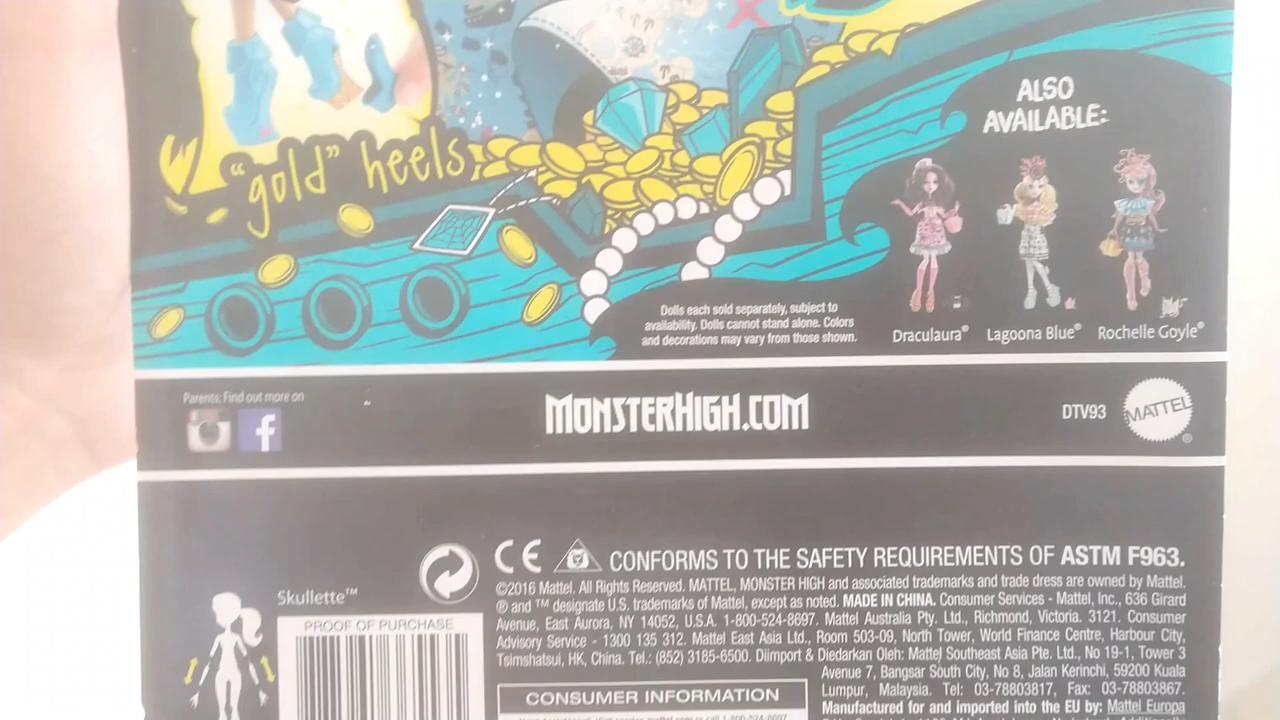 "gold" heels
ALSO
AVAILABLE:
Dolls each sold separately, subject to
availability. Dolls cannot stand alone. Colors
and decorations may vary from those shown.
Draculaura®
Lagoona Blue®
Rochelle Goyle®
Parents: Find out more on
MONSTERHIGH.COM
DTV93
MATTEL®
CE CONFORMS TO THE SAFETY REQUIREMENTS OF ASTM F963.
©2016 Mattel. All Rights Reserved. MATTEL, MONSTER HIGH and associated trademarks and trade dress are owned by Mattel.
® and ™ designate U.S. trademarks of Mattel, except as noted. MADE IN CHINA. Consumer Services - Mattel, Inc., 636 Girard
Avenue, East Aurora, NY 14052, U.S.A. 1-800-524-8697. Mattel Australia Pty. Ltd., Richmond, Victoria. 3121. Consumer
Advisory Service - 1300 135 312. Mattel East Asia Ltd., Room 503-09, North Tower, World Finance Centre, Harbour City,
Tsimshatsui, HK, China. Tel.: (852) 3185-6500. Diimport & Diedarkan Oleh: Mattel Southeast Asia Pte. Ltd., No 19-1, Tower 3
Avenue 7, Bangsar South City, No 8, Jalan Kerinchi, 59200 Kuala
Lumpur, Malaysia. Tel: 03-78803817, Fax: 03-78803867.
Manufactured for and imported into the EU by: Mattel Europa
Skullette™
PROOF OF PURCHASE
CONSUMER INFORMATION